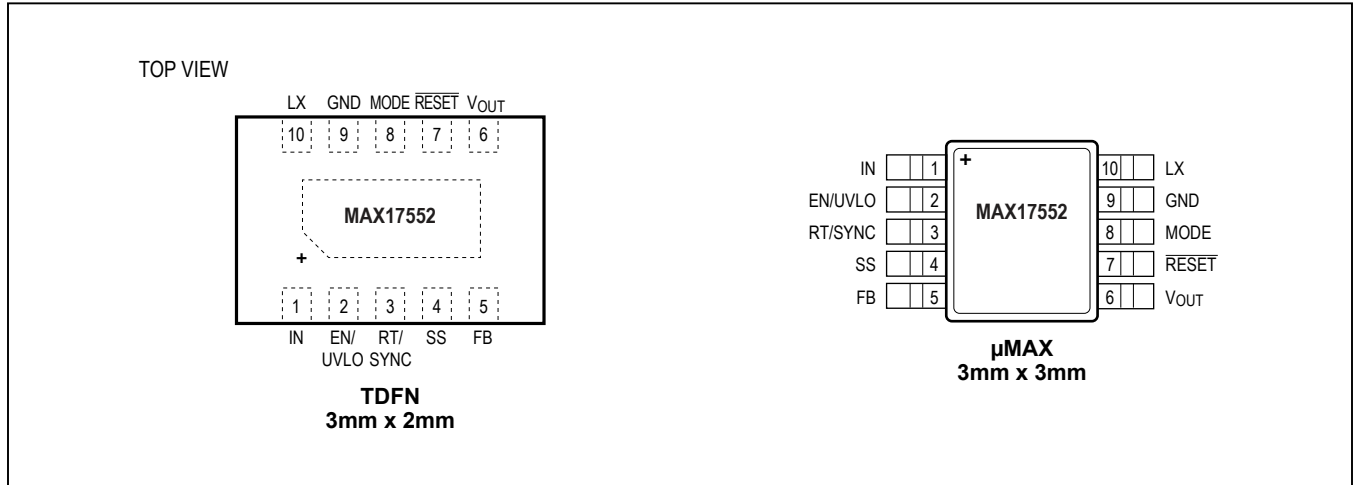 TOP VIEW
LX GND MODE RESET VOUT
10 9 8 7 6
MAX17552
+
1 2 3 4 5
IN EN/ RT/ SS FB
UVLO SYNC
TDFN
3mm x 2mm
+
IN 1 10 LX
EN/UVLO 2 9 GND
MAX17552
RT/SYNC 3 8 MODE
SS 4 7 RESET
FB 5 6 VOUT
µMAX
3mm x 3mm